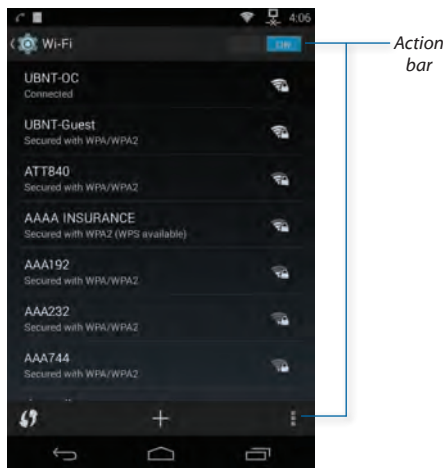 4:06
Wi-Fi
ON
Action
bar
UBNT-OC
Connected
UBNT-Guest
Secured with WPA/WPA2
ATT840
Secured with WPA/WPA2
AAAA INSURANCE
Secured with WPA2 (WPS available)
AAA192
Secured with WPA/WPA2
AAA232
Secured with WPA/WPA2
AAA744
Secured with WPA/WPA2